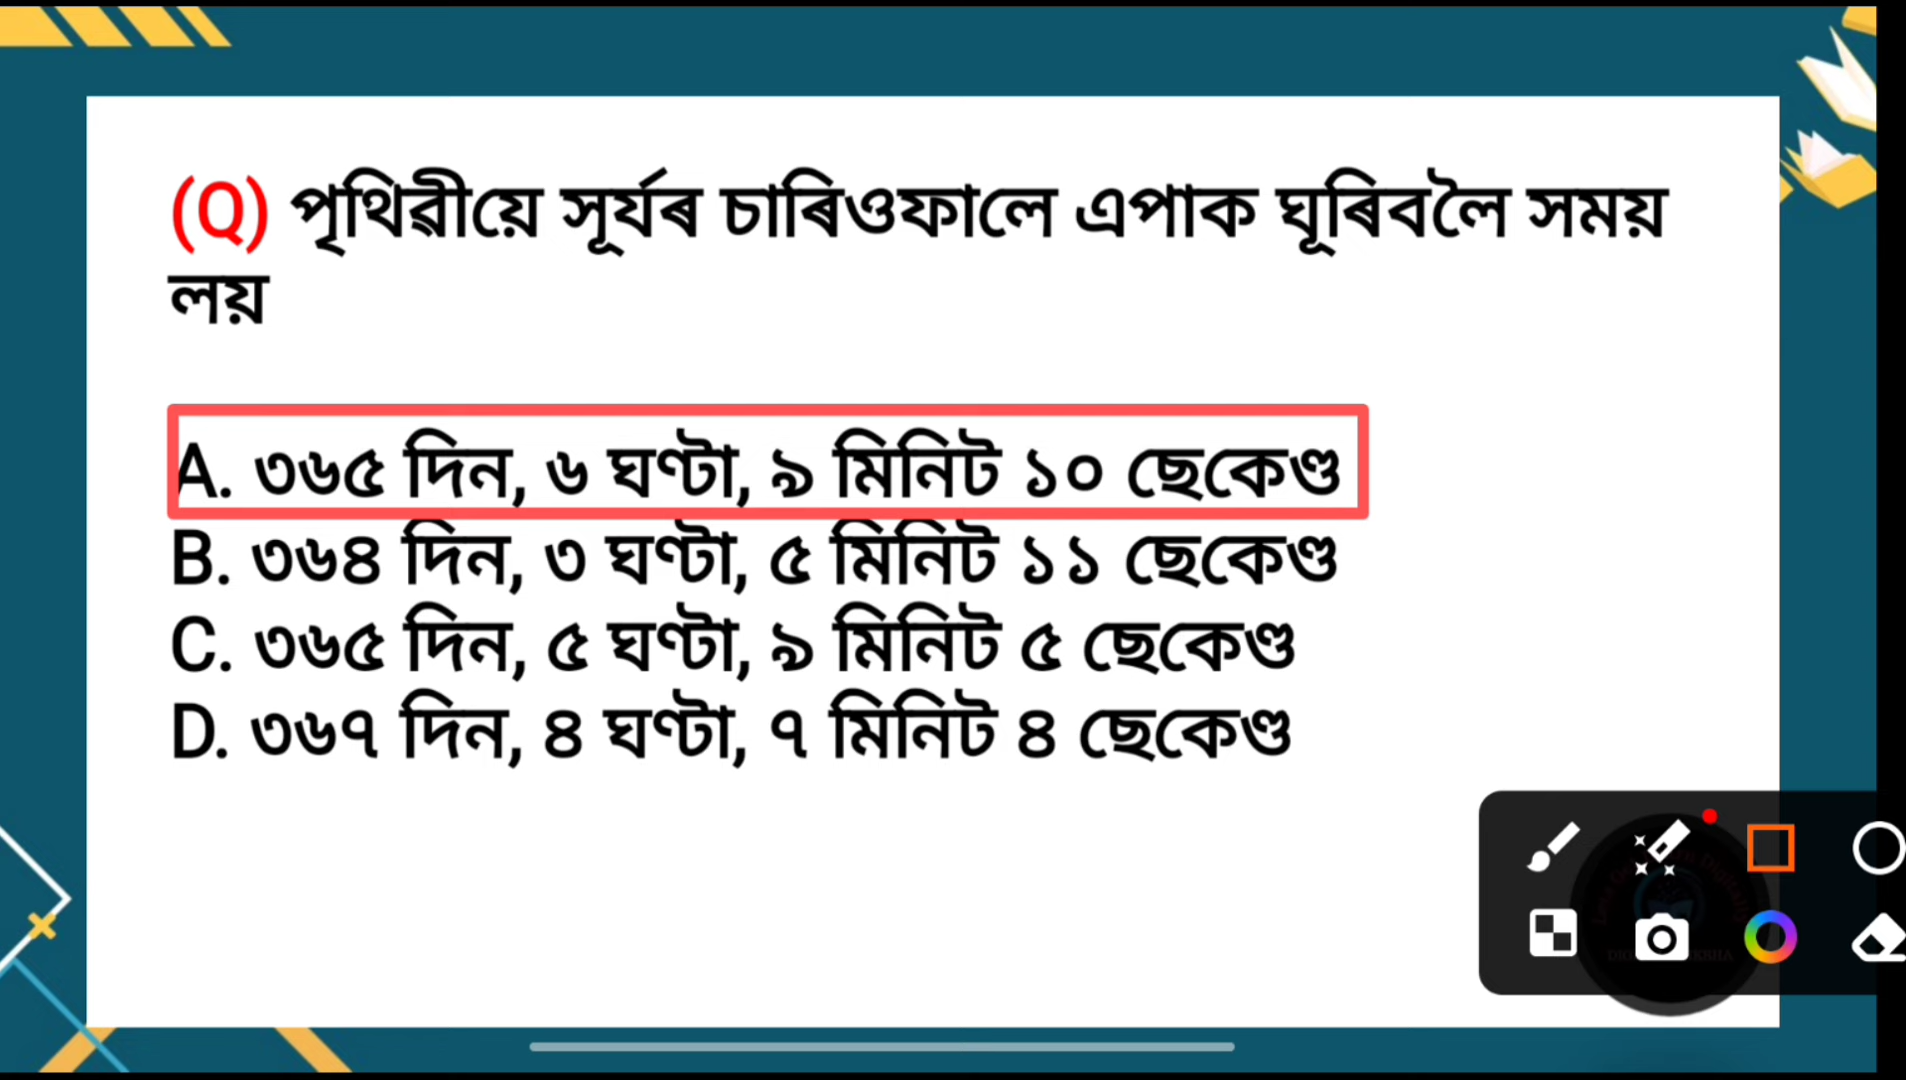 (Q) পৃথিৱীয়ে সূৰ্যৰ চাৰিওফালে এপাক ঘূৰিবলৈ সময়
লয়
A. ৩৬৫ দিন, ৬ ঘণ্টা, ৯ মিনিট ১০ ছেকেণ্ড
B. ৩৬৪ দিন, ৩ ঘণ্টা, ৫ মিনিট ১১ ছেকেণ্ড
C. ৩৬৫ দিন, ৫ ঘণ্টা, ৯ মিনিট ৫ ছেকেণ্ড
D. ৩৬৭ দিন, ৪ ঘণ্টা, ৭ মিনিট ৪ ছেকেণ্ড